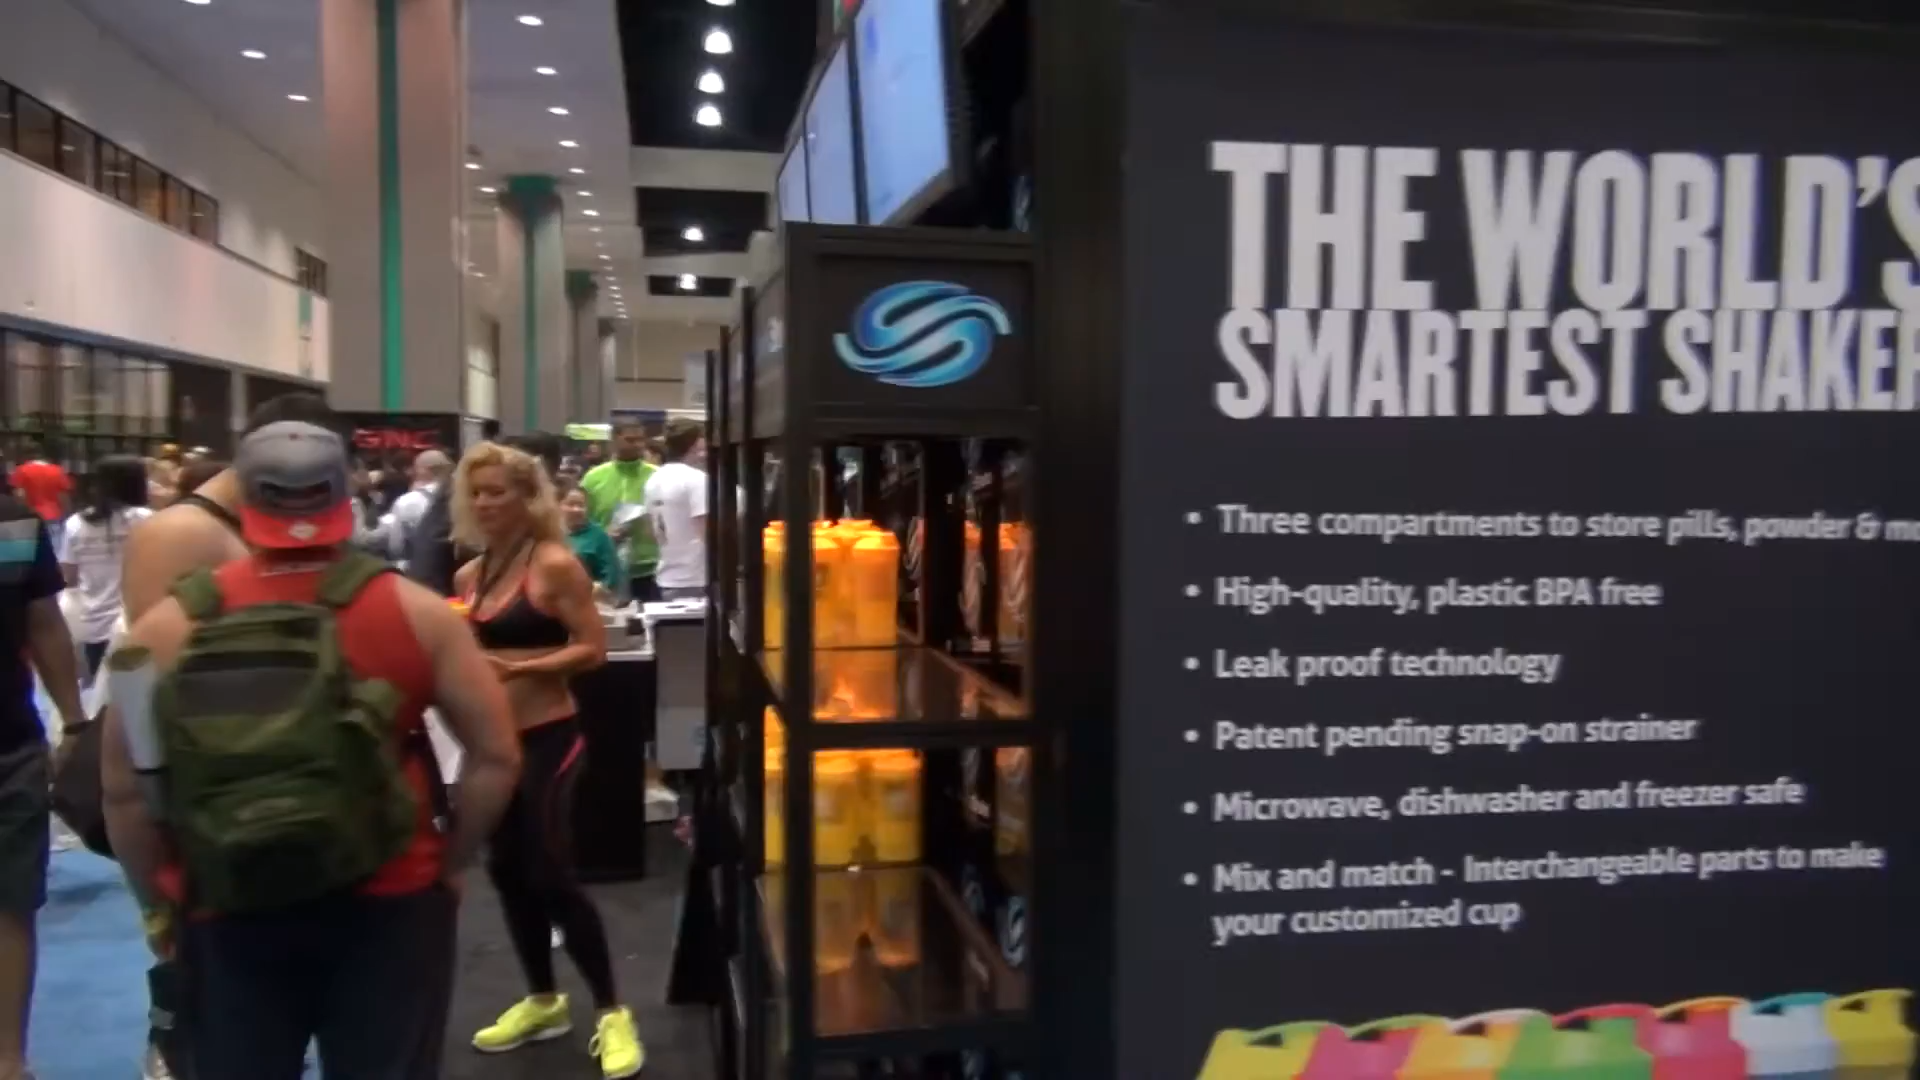 GNC
THE WORLD'S
SMARTEST SHAKER
• Three compartments to store pills, powder & mo
• High-quality, plastic BPA free
• Leak proof technology
• Patent pending snap-on strainer
• Microwave, dishwasher and freezer safe
• Mix and match - Interchangeable parts to make
your customized cup